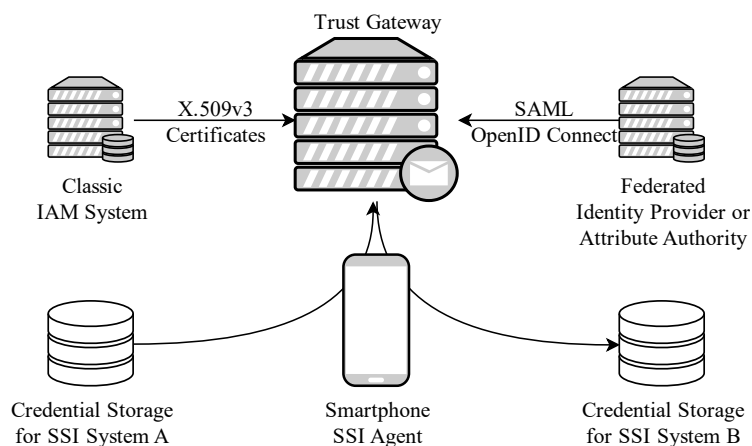 Trust Gateway
X.509v3
Certificates
SAML
OpenID Connect
Classic
IAM System
Federated
Identity Provider or
Attribute Authority
Credential Storage
for SSI System A
Smartphone
SSI Agent
Credential Storage
for SSI System B